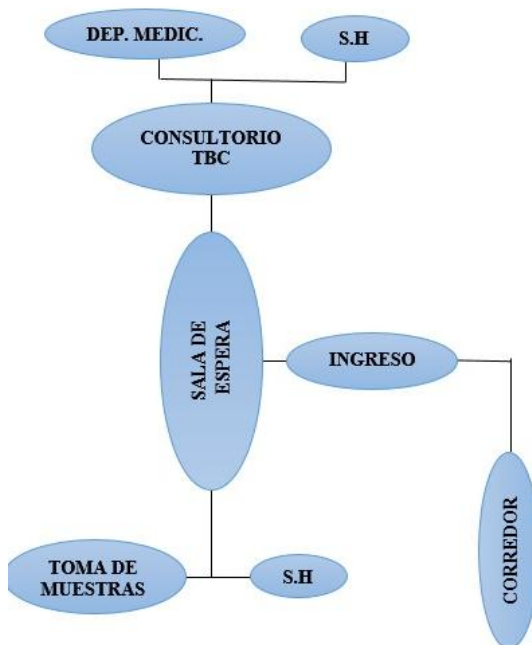 DEP. MEDIC.
S.H
CONSULTORIO
TBC
SALA DE
ESPERA
INGRESO
CORREDOR
TOMA DE
MUESTRAS
S.H